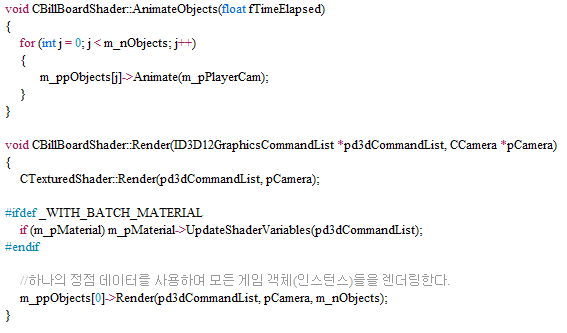 void CBillBoardShader::AnimateObjects(float fTimeElapsed)
{
for (int j = 0; j < m_nObjects; j++)
{
m_ppObjects[j]->Animate(m_pPlayerCam);
}
}
void CBillBoardShader::Render(ID3D12GraphicsCommandList *pd3dCommandList, CCamera *pCamera)
{
CTexturedShader::Render(pd3dCommandList, pCamera);
#ifdef _WITH_BATCH_MATERIAL
if (m_pMaterial) m_pMaterial->UpdateShaderVariables(pd3dCommandList);
#endif
//하나의 정점 데이터를 사용하여 모든 게임 객체(인스턴스)들을 렌더링한다.
m_ppObjects[0]->Render(pd3dCommandList, pCamera, m_nObjects);
}